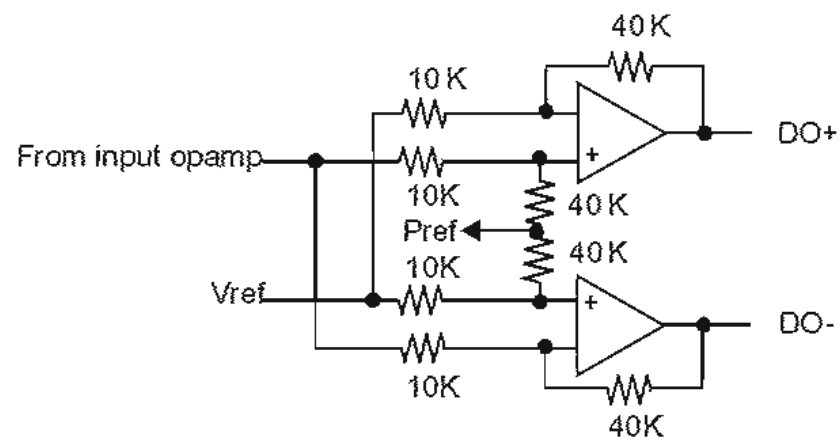 40K
10K
DO+
From input opamp
+
10K
40K
Pref
40K
10K
Vref
+
DO-
10K
40K